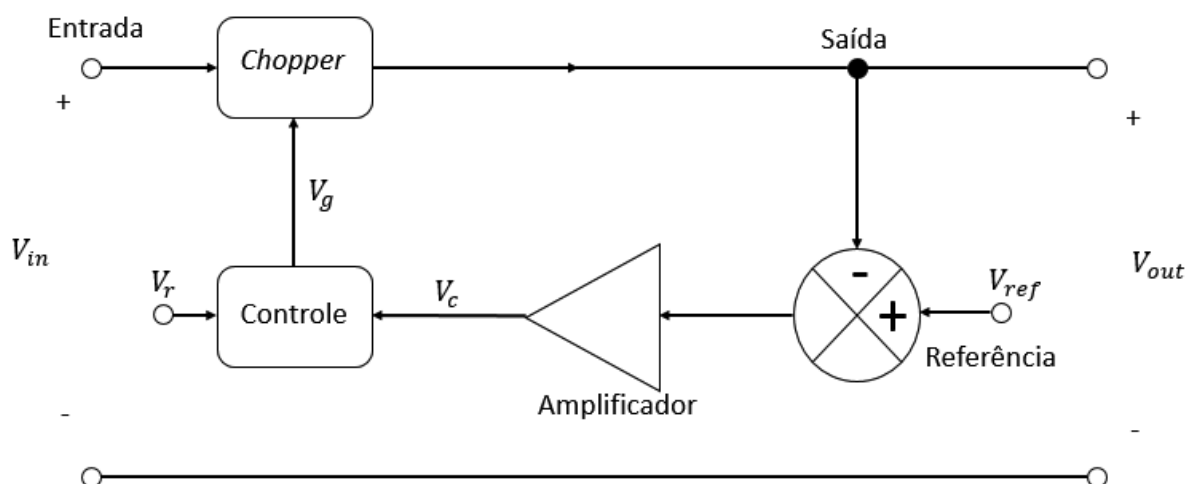 Entrada
Chopper
Saída
+
+
V_g
V_in
V_r
Controle
V_c
-
+
V_ref
V_out
Referência
Amplificador
-
-